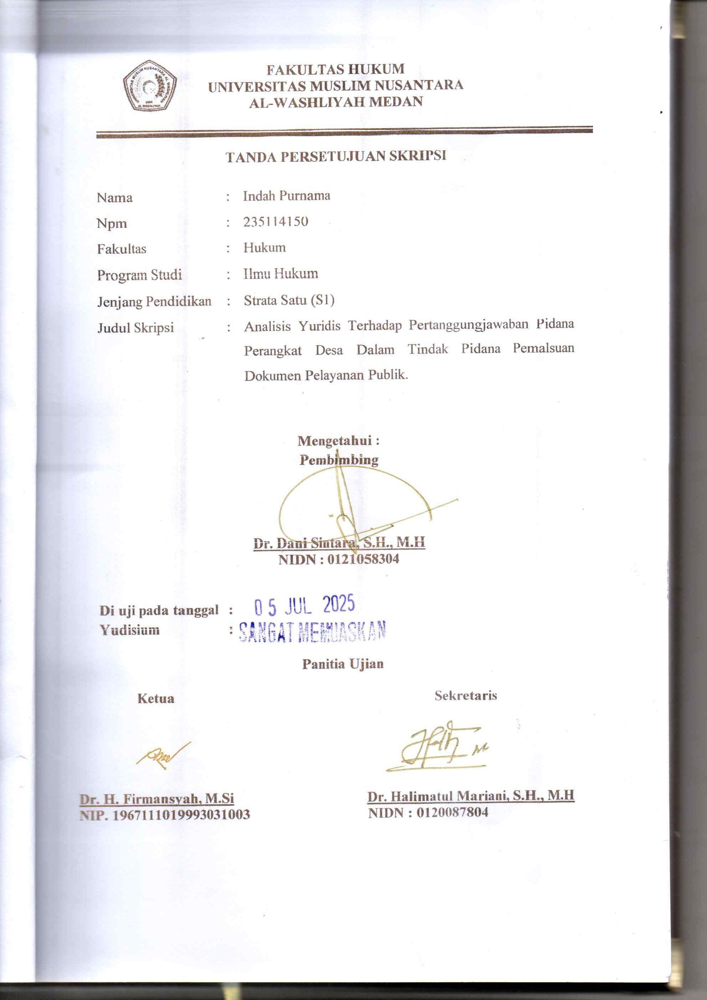 FAKULTAS HUKUM
UNIVERSITAS MUSLIM NUSANTARA
AL-WASHLIYAH MEDAN
TANDA PERSETUJUAN SKRIPSI
Nama : Indah Purnama
Npm : 235114150
Fakultas : Hukum
Program Studi : Ilmu Hukum
Jenjang Pendidikan : Strata Satu (S1)
Judul Skripsi : Analisis Yuridis Terhadap Pertanggungjawaban Pidana
Perangkat Desa Dalam Tindak Pidana Pemalsuan
Dokumen Pelayanan Publik.
Mengetahui :
Pembimbing
Dr. Dani Sintara, S.H., M.H
NIDN : 0121058304
Di uji pada tanggal : 05 JUL 2025
Yudisium : SANGAT MEMUASKAN
Panitia Ujian
Ketua Sekretaris
Dr. H. Firmansyah, M.Si Dr. Halimatul Mariani, S.H., M.H
NIP. 1967111019993031003 NIDN : 0120087804